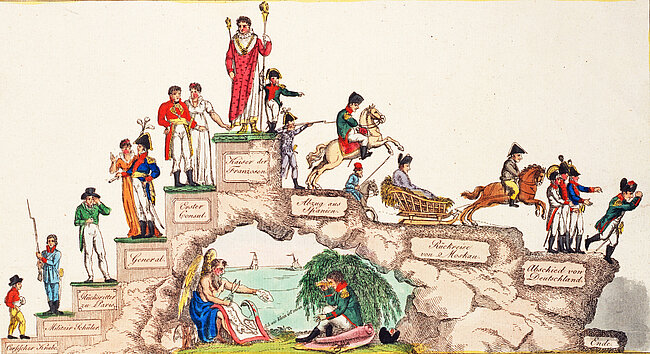 Corsischer Knabe.
Militair Schüler.
Glücksritter
zu Paris.
General.
Erster
Consul.
Kaiser der
Franzosen.
Abzug aus
Spanien.
Rückreise
von Moskau.
Abschied von
Deutschland.
Ende.